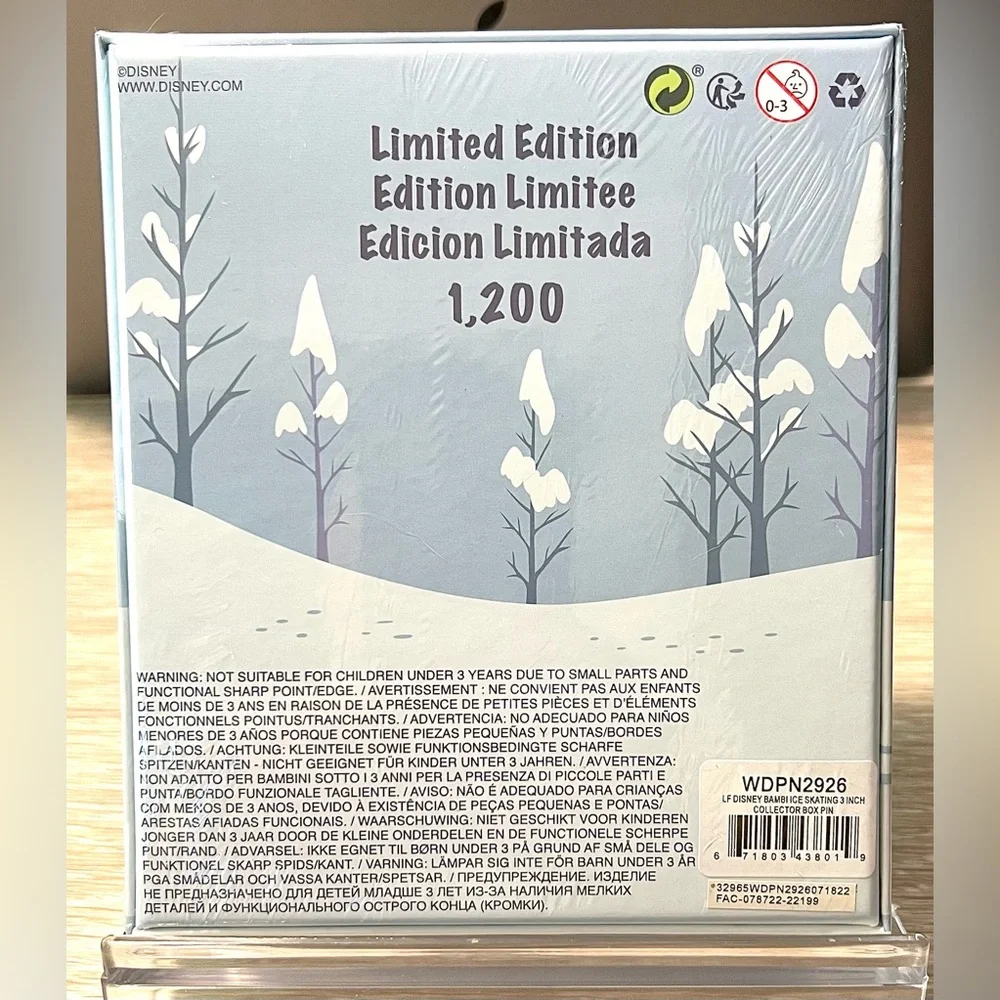 ©DISNEY
WWW.DISNEY.COM
®
0-3
Limited Edition
Edition Limitee
Edicion Limitada
1,200
WARNING: NOT SUITABLE FOR CHILDREN UNDER 3 YEARS DUE TO SMALL PARTS AND
FUNCTIONAL SHARP POINT/EDGE. / AVERTISSEMENT : NE CONVIENT PAS AUX ENFANTS
DE MOINS DE 3 ANS EN RAISON DE LA PRÉSENCE DE PETITES PIÈCES ET D'ÉLÉMENTS
FONCTIONNELS POINTUS/TRANCHANTS. / ADVERTENCIA: NO ADECUADO PARA NIÑOS
MENORES DE 3 AÑOS PORQUE CONTIENE PIEZAS PEQUEÑAS Y PUNTAS/BORDES
AFILADOS. / ACHTUNG: KLEINTEILE SOWIE FUNKTIONSBEDINGTE SCHARFE
SPITZEN/KANTEN - NICHT GEEIGNET FÜR KINDER UNTER 3 JAHREN. / AVVERTENZA:
NON ADATTO PER BAMBINI SOTTO I 3 ANNI PER LA PRESENZA DI PICCOLE PARTI E
PUNTA/BORDO FUNZIONALE TAGLIENTE. / AVISO: NÃO É ADEQUADO PARA CRIANÇAS
COM MENOS DE 3 ANOS, DEVIDO À EXISTÊNCIA DE PEÇAS PEQUENAS E PONTAS/
ARESTAS AFIADAS FUNCIONAIS. / WAARSCHUWING: NIET GESCHIKT VOOR KINDEREN
JONGER DAN 3 JAAR DOOR DE KLEINE ONDERDELEN EN DE FUNCTIONELE SCHERPE
PUNT/RAND. / ADVARSEL: IKKE EGNET TIL BØRN UNDER 3 PÅ GRUND AF SMÅ DELE OG
FUNKTIONEL SKARP SPIDS/KANT. / VARNING: LÄMPAR SIG INTE FÖR BARN UNDER 3 ÅR
PGA SMÅDELAR OCH VASSA KANTER/SPETSAR. / ПРЕДУПРЕЖДЕНИЕ. ИЗДЕЛИЕ
НЕ ПРЕДНАЗНАЧЕНО ДЛЯ ДЕТЕЙ МЛАДШЕ 3 ЛЕТ ИЗ-ЗА НАЛИЧИЯ МЕЛКИХ
ДЕТАЛЕЙ И ФУНКЦИОНАЛЬНОГО ОСТРОГО КОНЦА (КРОМКИ).
WDPN2926
LF DISNEY BAMBI ICE SKATING 3 INCH
COLLECTOR BOX PIN
6 71803 43801 9
*32965WDPN2926071822
FAC-078722-22199